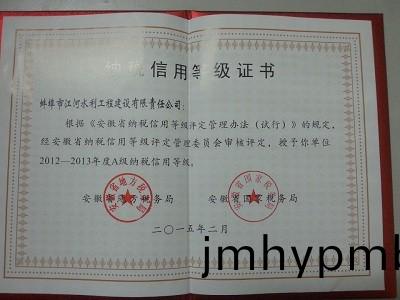 纳税信用等级证书
蚌埠市江河水利工程建设有限责任公司：
根据《安徽省纳税信用等级评定管理办法（试行）》的规定，
经安徽省纳税信用等级评定管理委员会审核评定，授予你单位
2012—2013年度A级纳税信用等级。
安徽省地方税务局 安徽省国家税务局
二〇一五年二月
jmhypmb